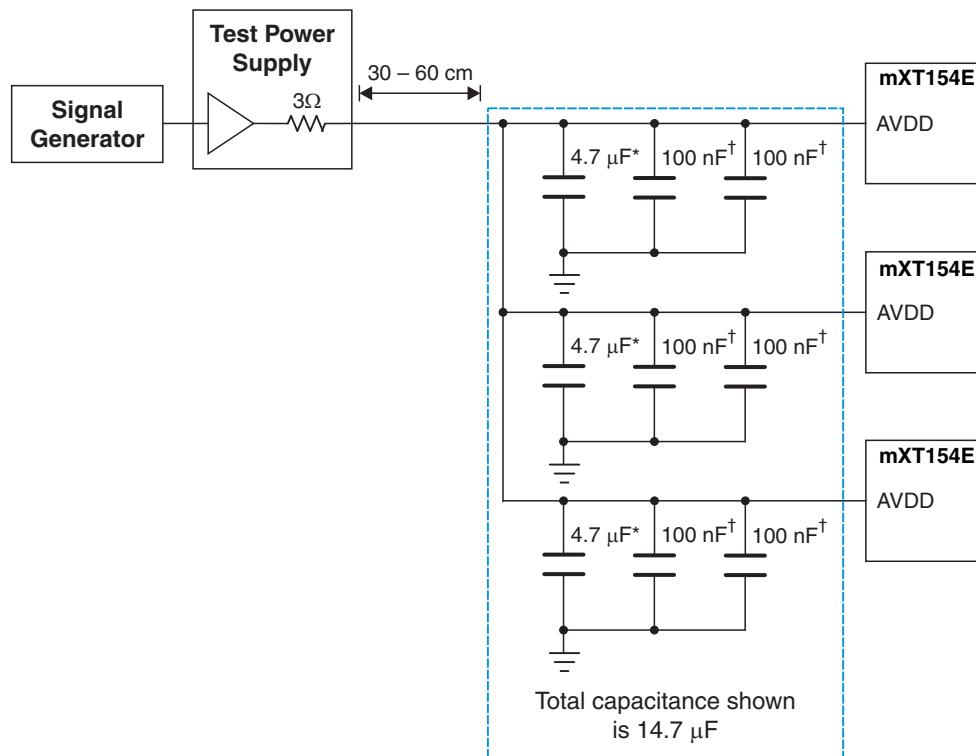 Test Power
Supply
30 – 60 cm
3Ω
Signal
Generator
mXT154E
AVDD
4.7 μF* 100 nF† 100 nF†
mXT154E
AVDD
4.7 μF* 100 nF† 100 nF†
mXT154E
AVDD
4.7 μF* 100 nF† 100 nF†
Total capacitance shown
is 14.7 μF